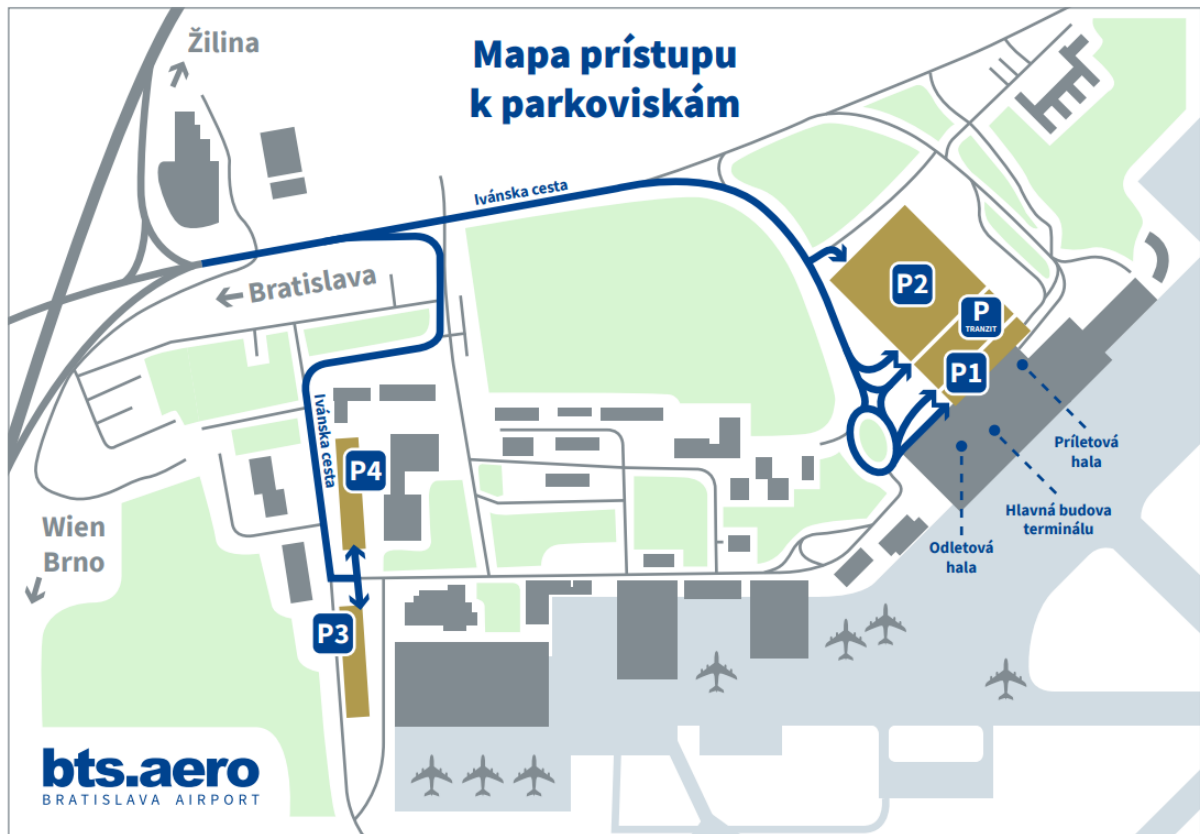 Mapa prístupu
k parkoviskám
Žilina
Ivánska cesta
Bratislava
P2
P
TRANZIT
P1
Ivánska cesta
P4
Príletová
hala
Hlavná budova
terminálu
Odletová
hala
Wien
Brno
P3
bts.aero
BRATISLAVA AIRPORT